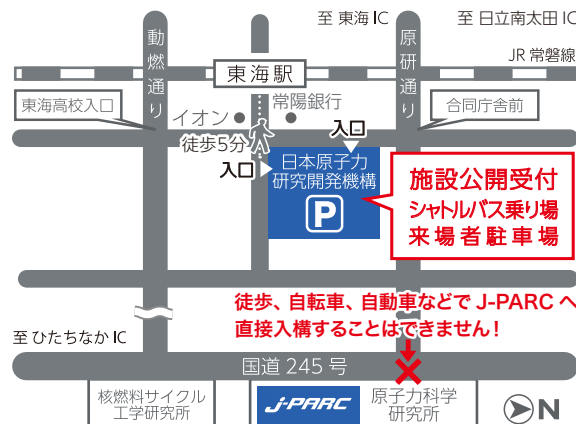 至 東海 IC
至 日立南太田 IC
動燃通り
原研通り
JR 常磐線
東海駅
東海高校入口
イオン
常陽銀行
合同庁舎前
徒歩5分
入口
入口
日本原子力
研究開発機構
P
施設公開受付
シャトルバス乗り場
来場者駐車場
徒歩、自転車、自動車などで J-PARC へ
直接入構することはできません!
至 ひたちなか IC
国道 245 号
核燃料サイクル
工学研究所
J-PARC
原子力科学
研究所
N